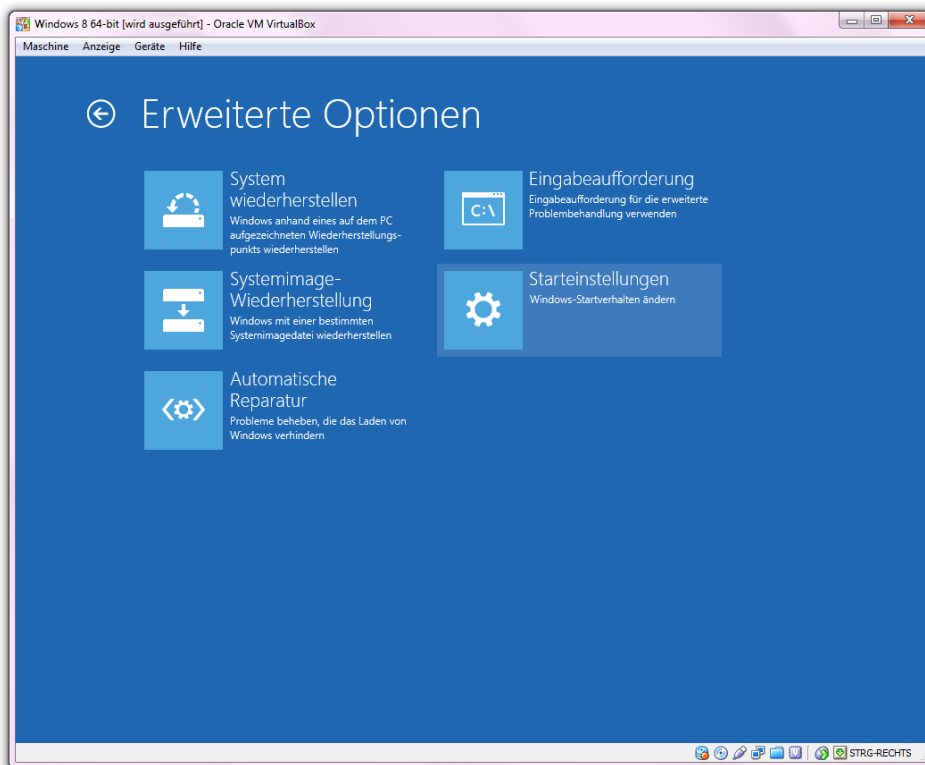 Windows 8 64-bit [wird ausgeführt] - Oracle VM VirtualBox
Maschine Anzeige Geräte Hilfe
Erweiterte Optionen
System
wiederherstellen
Windows anhand eines auf dem PC
aufgezeichneten Wiederherstellungs-
punkts wiederherstellen
Systemimage-
Wiederherstellung
Windows mit einer bestimmten
Systemimagedatei wiederherstellen
Automatische
Reparatur
Probleme beheben, die das Laden von
Windows verhindern
C:\
Eingabeaufforderung
Eingabeaufforderung für die erweiterte
Problembehandlung verwenden
Starteinstellungen
Windows-Startverhalten ändern
STRG-RECHTS